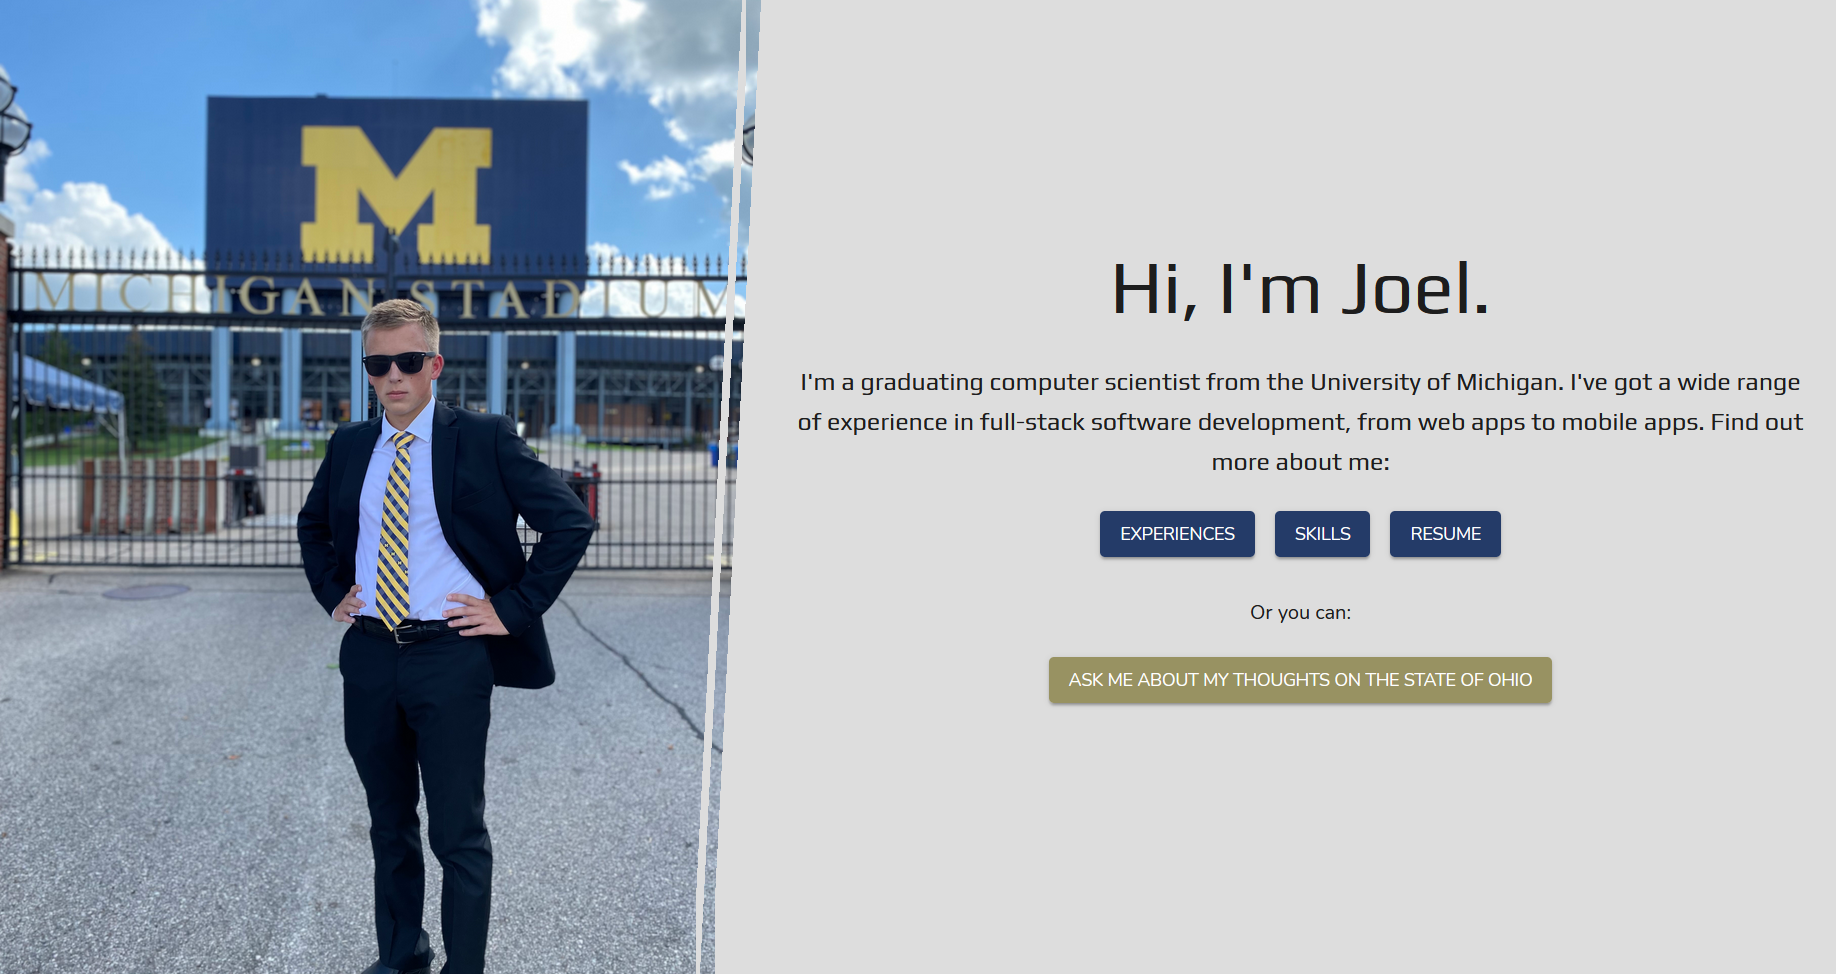 M
MICHIGAN STADIUM
Hi, I'm Joel.
I'm a graduating computer scientist from the University of Michigan. I've got a wide range
of experience in full-stack software development, from web apps to mobile apps. Find out
more about me:
EXPERIENCES SKILLS RESUME
Or you can:
ASK ME ABOUT MY THOUGHTS ON THE STATE OF OHIO